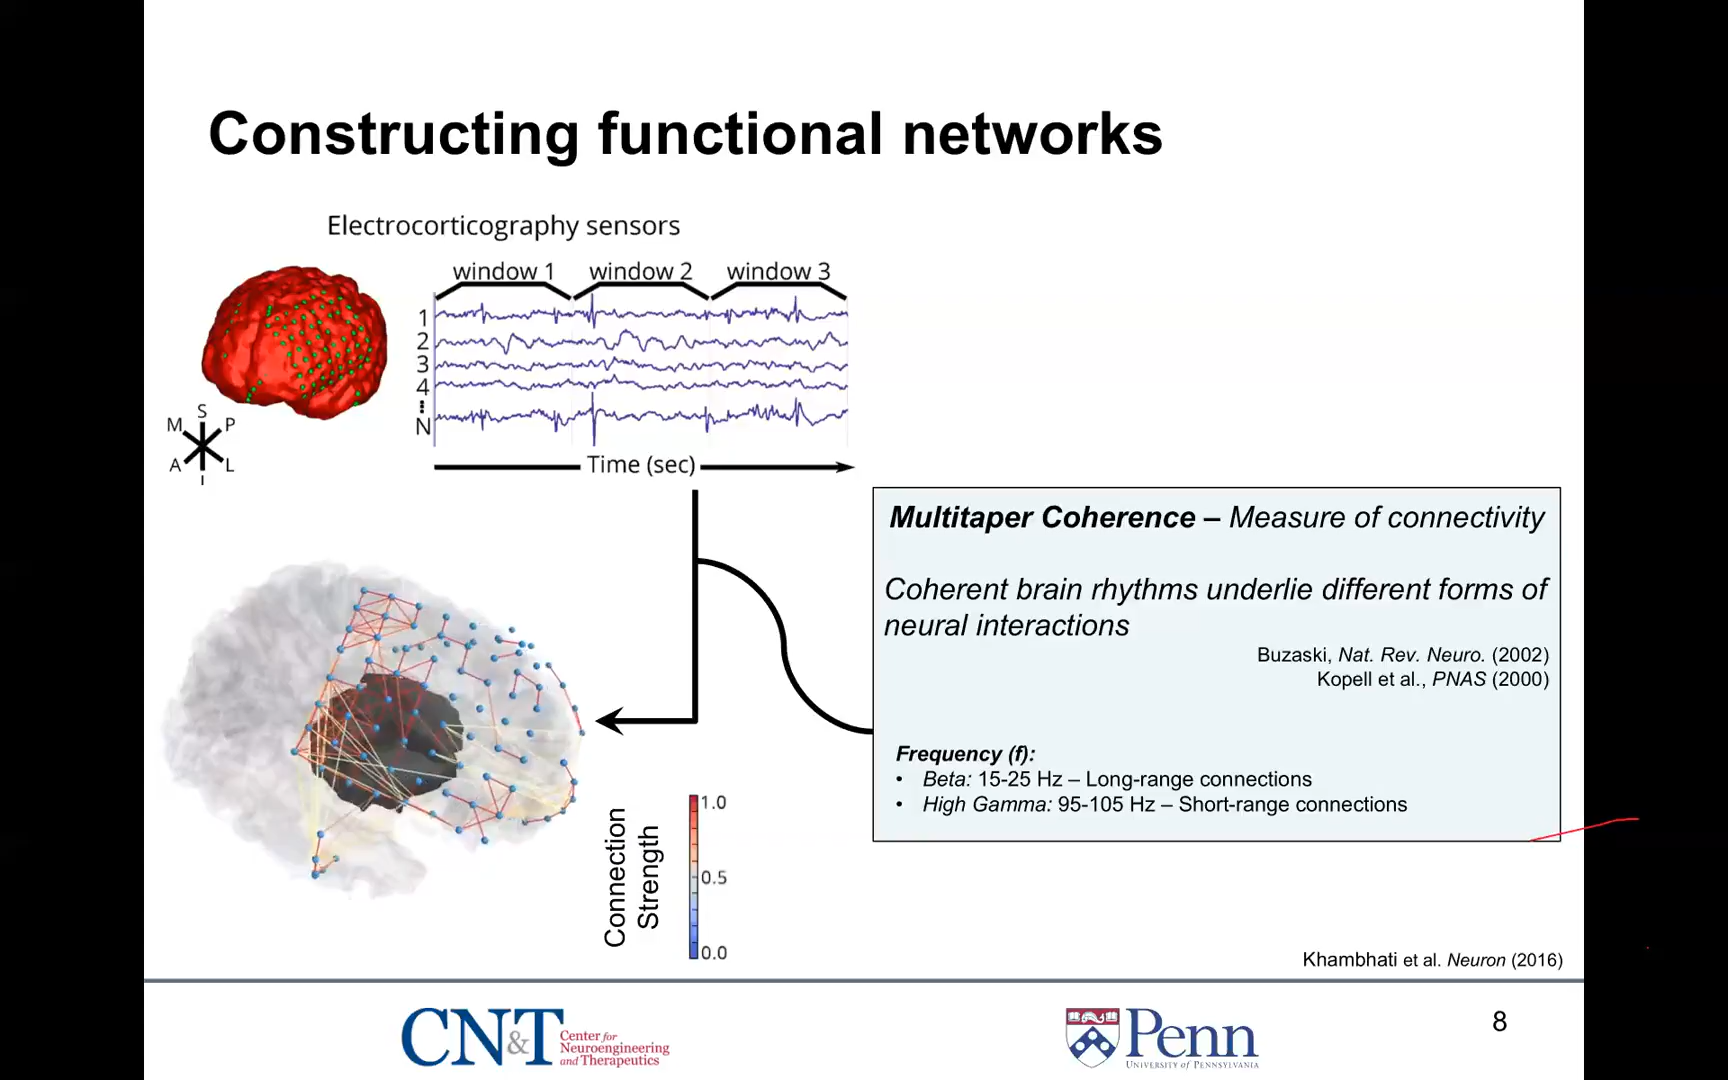 Constructing functional networks
Electrocorticography sensors
window 1 window 2 window 3
1
2
3
4
⋮
N
S
M P
A L
I
Time (sec)
Multitaper Coherence – Measure of connectivity
Coherent brain rhythms underlie different forms of
neural interactions
Buzaski, Nat. Rev. Neuro. (2002)
Kopell et al., PNAS (2000)
Frequency (f):
• Beta: 15-25 Hz – Long-range connections
• High Gamma: 95-105 Hz – Short-range connections
Connection
Strength
1.0
0.5
0.0
Khambhati et al. Neuron (2016)
CN&T Center for
Neuroengineering
and Therapeutics
Penn
UNIVERSITY of PENNSYLVANIA
8